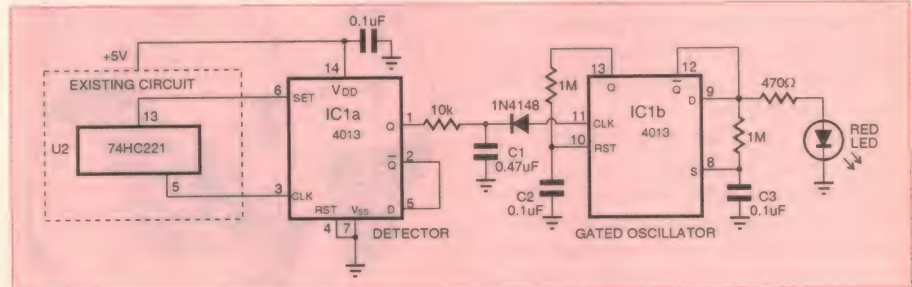 0.1uF
+5V
EXISTING CIRCUIT
U2
74HC221
13
5
6
SET
14
VDD
IC1a
4013
3
CLK
RST
4
7
VSS
Q
1
Q
2
D
5
DETECTOR
10k
1N4148
C1
0.47uF
1M
C2
0.1uF
13
Q
12
Q
IC1b
4013
11
CLK
10
RST
9
D
8
S
GATED OSCILLATOR
470Ω
1M
C3
0.1uF
RED
LED